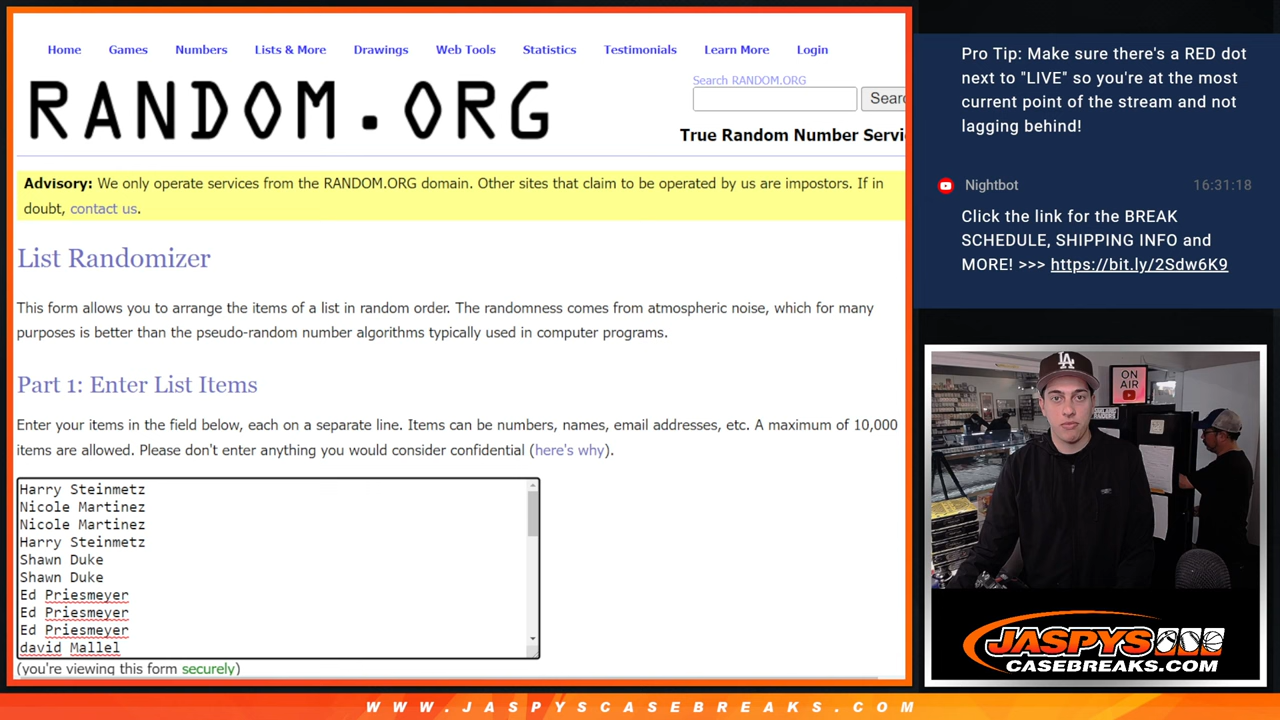 Home Games Numbers Lists & More Drawings Web Tools Statistics Testimonials Learn More Login
RANDOM.ORG
Search RANDOM.ORG
Searc
True Random Number Servi
Advisory: We only operate services from the RANDOM.ORG domain. Other sites that claim to be operated by us are impostors. If in
doubt, contact us.
List Randomizer
This form allows you to arrange the items of a list in random order. The randomness comes from atmospheric noise, which for many
purposes is better than the pseudo-random number algorithms typically used in computer programs.
Part 1: Enter List Items
Enter your items in the field below, each on a separate line. Items can be numbers, names, email addresses, etc. A maximum of 10,000
items are allowed. Please don't enter anything you would consider confidential (here's why).
Harry Steinmetz
Nicole Martinez
Nicole Martinez
Harry Steinmetz
Shawn Duke
Shawn Duke
Ed Priesmeyer
Ed Priesmeyer
Ed Priesmeyer
david Mallel
(you're viewing this form securely)
Pro Tip: Make sure there's a RED dot
next to "LIVE" so you're at the most
current point of the stream and not
lagging behind!
Nightbot 16:31:18
Click the link for the BREAK
SCHEDULE, SHIPPING INFO and
MORE! >>> https://bit.ly/2Sdw6K9
LA
ON
AIR
JASPYS
CASEBREAKS.COM
WWW.JASPYSCASEBREAKS.COM